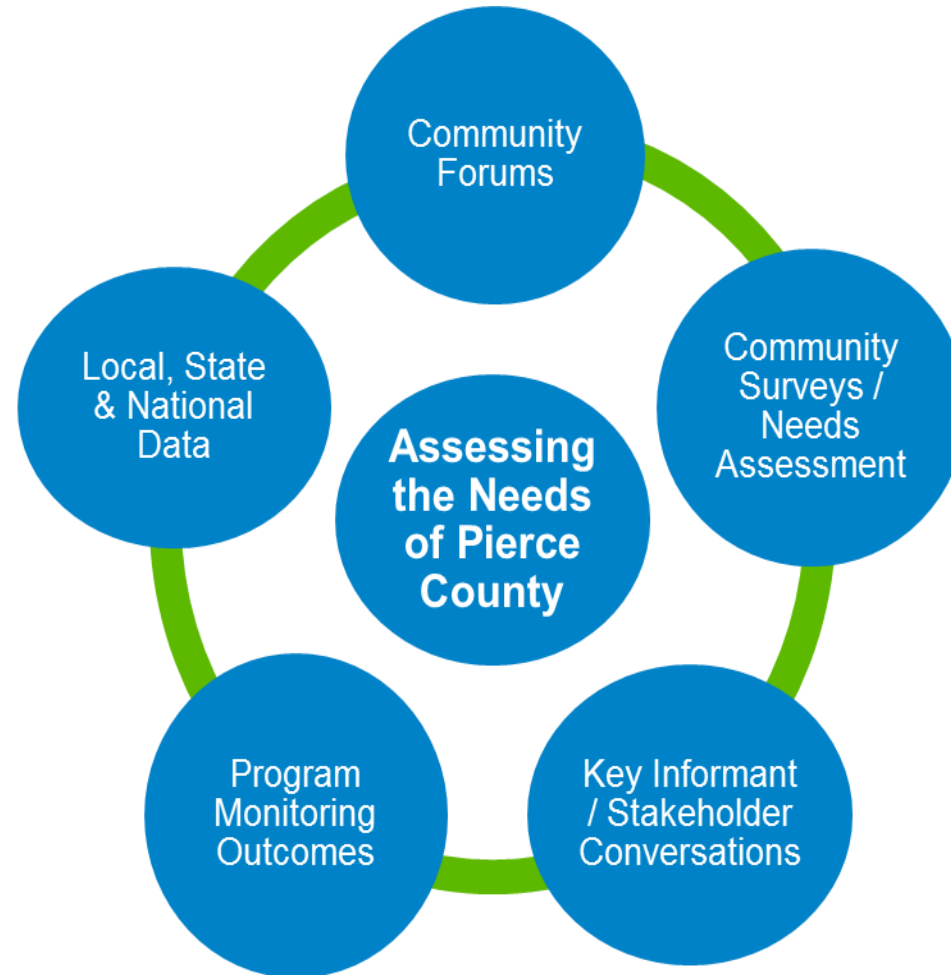 Community
Forums
Community
Surveys /
Needs
Assessment
Key Informant
/ Stakeholder
Conversations
Program
Monitoring
Outcomes
Local, State
& National
Data
Assessing
the Needs
of Pierce
County